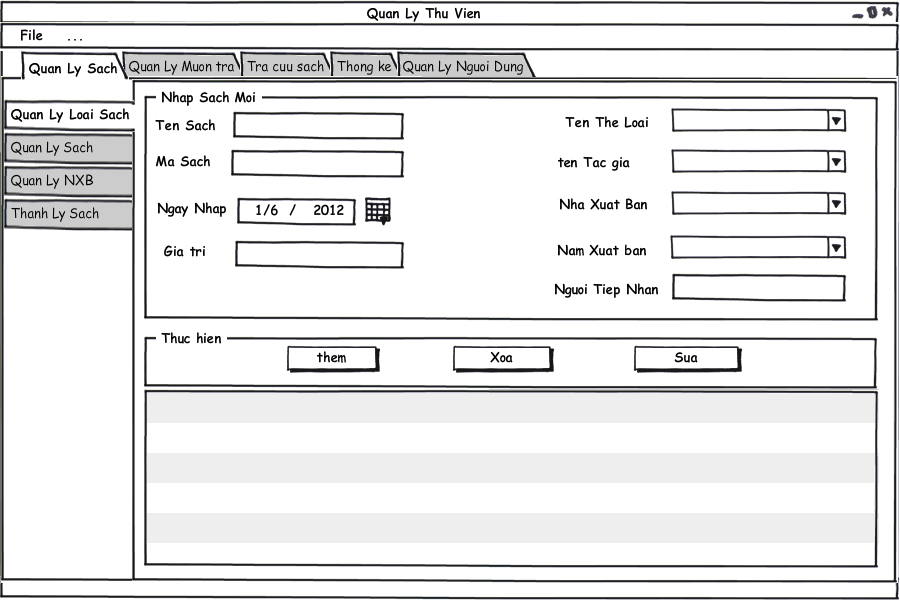 Quan Ly Thu Vien
File ...
Quan Ly Sach Quan Ly Muon tra Tra cuu sach Thong ke Quan Ly Nguoi Dung
Quan Ly Loai Sach
Quan Ly Sach
Quan Ly NXB
Thanh Ly Sach
Nhap Sach Moi
Ten Sach
Ma Sach
Ngay Nhap 1/6 / 2012
Gia tri
Ten The Loai
ten Tac gia
Nha Xuat Ban
Nam Xuat ban
Nguoi Tiep Nhan
Thuc hien
them Xoa Sua